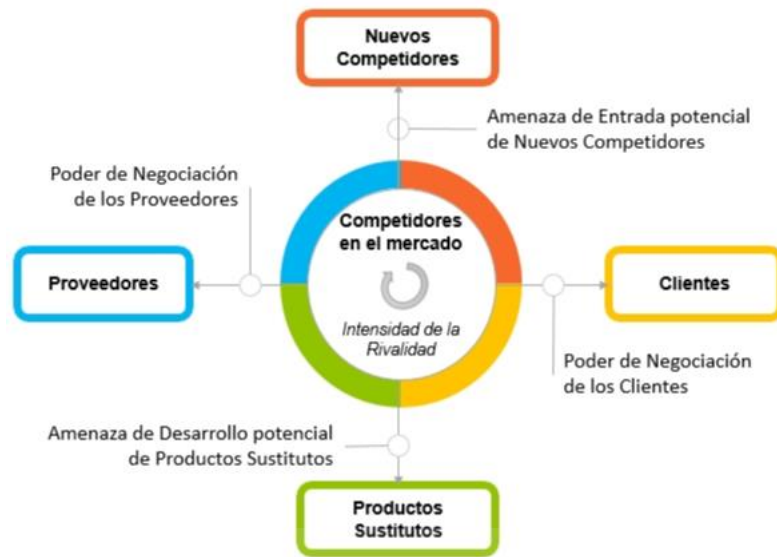 Nuevos
Competidores
Amenaza de Entrada potencial
de Nuevos Competidores
Poder de Negociación
de los Proveedores
Competidores
en el mercado
Proveedores
Clientes
Intensidad de la
Rivalidad
Poder de Negociación
de los Clientes
Amenaza de Desarrollo potencial
de Productos Sustitutos
Productos
Sustitutos